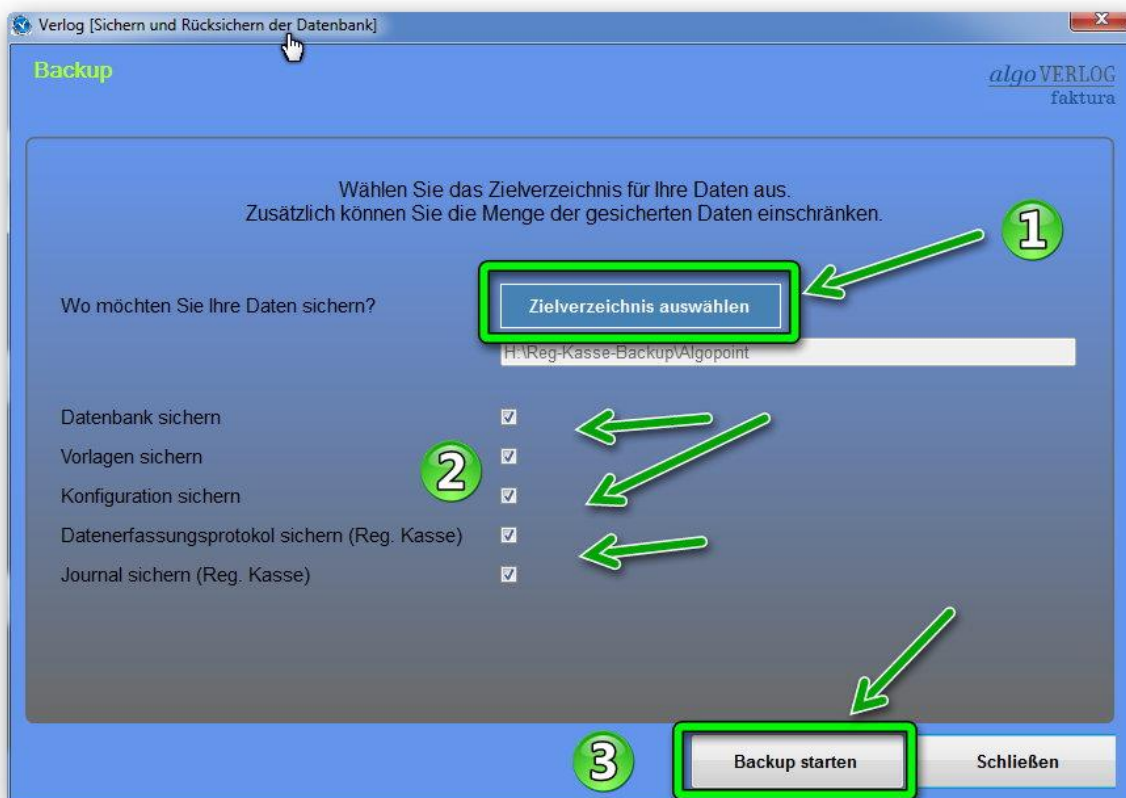 Verlog [Sichern und Rücksichern der Datenbank]
x
Backup
algoVERLOG
faktura
Wählen Sie das Zielverzeichnis für Ihre Daten aus.
Zusätzlich können Sie die Menge der gesicherten Daten einschränken.
1
Wo möchten Sie Ihre Daten sichern?
Zielverzeichnis auswählen
H:\Reg-Kasse-Backup\Algopoint
Datenbank sichern
Vorlagen sichern
2
Konfiguration sichern
Datenerfassungsprotokol sichern (Reg. Kasse)
Journal sichern (Reg. Kasse)
3
Backup starten
Schließen